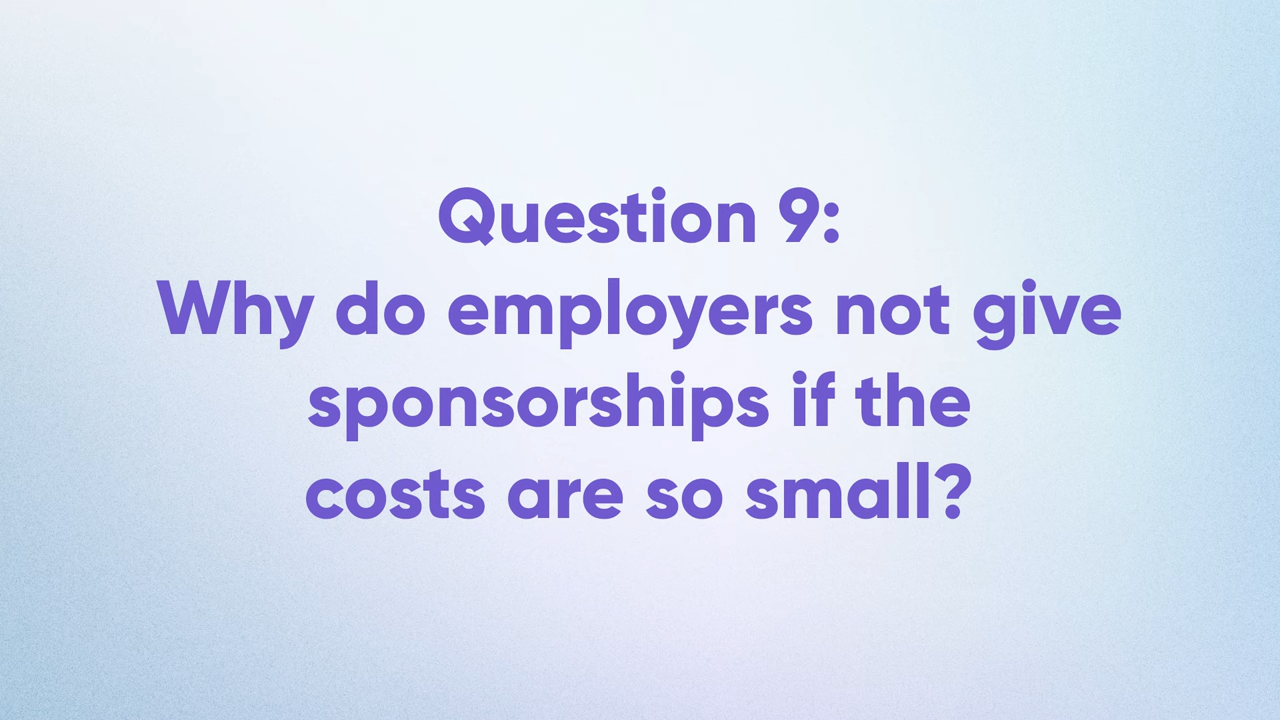 Question 9:
Why do employers not give
sponsorships if the
costs are so small?